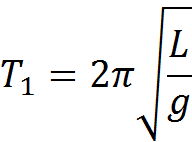 T₁ = 2π√(L/g)